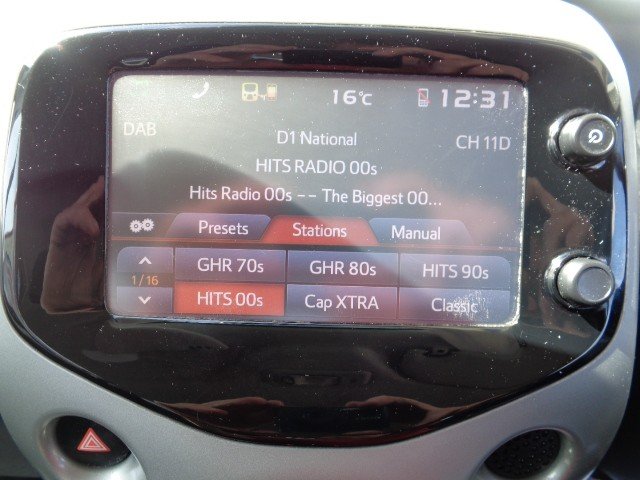 16°C 12:31
DAB D1 National CH 11D
HITS RADIO 00s
Hits Radio 00s -- The Biggest 00...
Presets Stations Manual
GHR 70s GHR 80s HITS 90s
1/16
HITS 00s Cap XTRA Classic